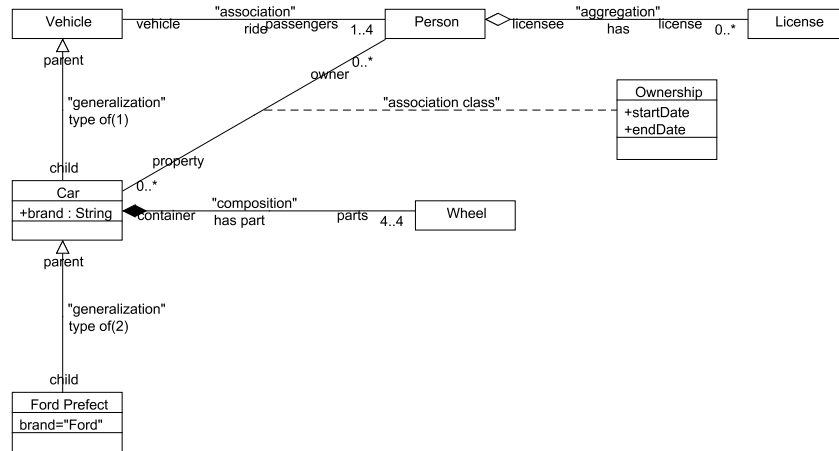 Vehicle
vehicle
"association"
ride
passengers
1..4
Person
licensee
"aggregation"
has
license
0..*
License
parent
0..*
owner
"generalization"
type of(1)
"association class"
Ownership
+startDate
+endDate
child
property
0..*
Car
+brand : String
container
"composition"
has part
parts
4..4
Wheel
parent
"generalization"
type of(2)
child
Ford Prefect
brand="Ford"